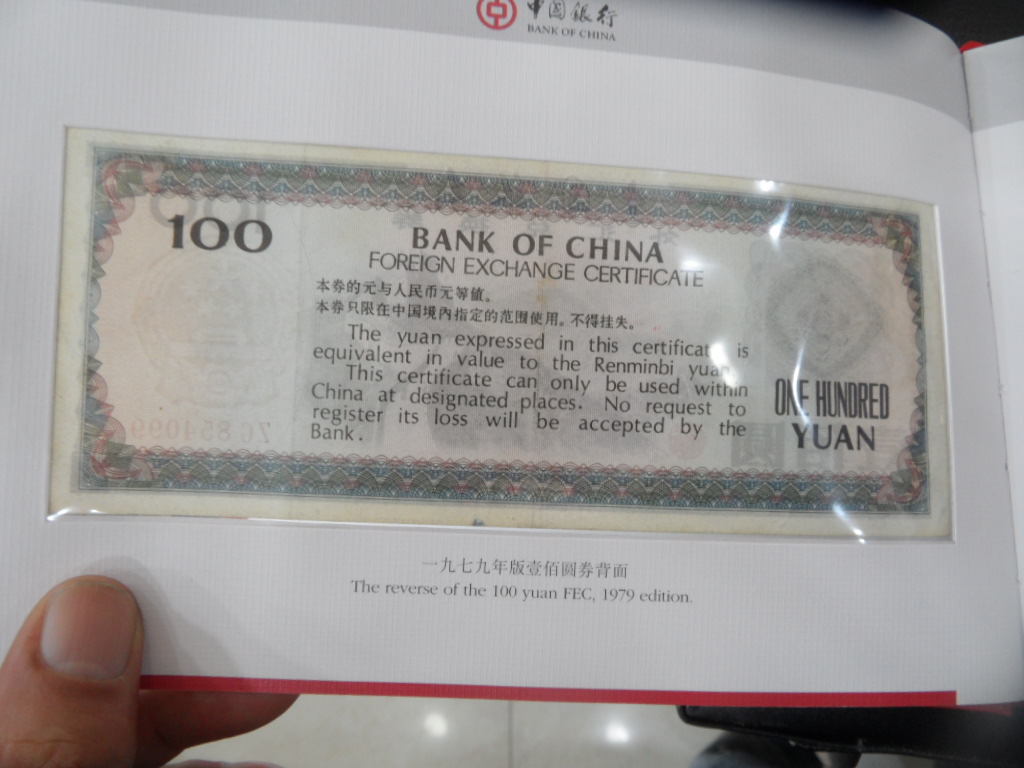 中国银行
BANK OF CHINA
100
BANK OF CHINA
FOREIGN EXCHANGE CERTIFICATE
本券的元与人民币元等值。
本券只限在中国境内指定的范围使用。不得挂失。
The yuan expressed in this certificate is
equivalent in value to the Renminbi yuan.
This certificate can only be used within
China at designated places. No request to
register its loss will be accepted by the
Bank.
ONE HUNDRED
YUAN
一九七九年版壹佰圆券背面
The reverse of the 100 yuan FEC, 1979 edition.